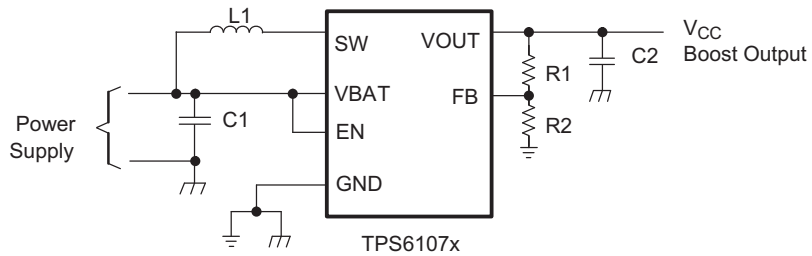 L1
SW
VOUT
VCC
Boost Output
R1
C2
VBAT
FB
Power
Supply
C1
EN
R2
GND
TPS6107x